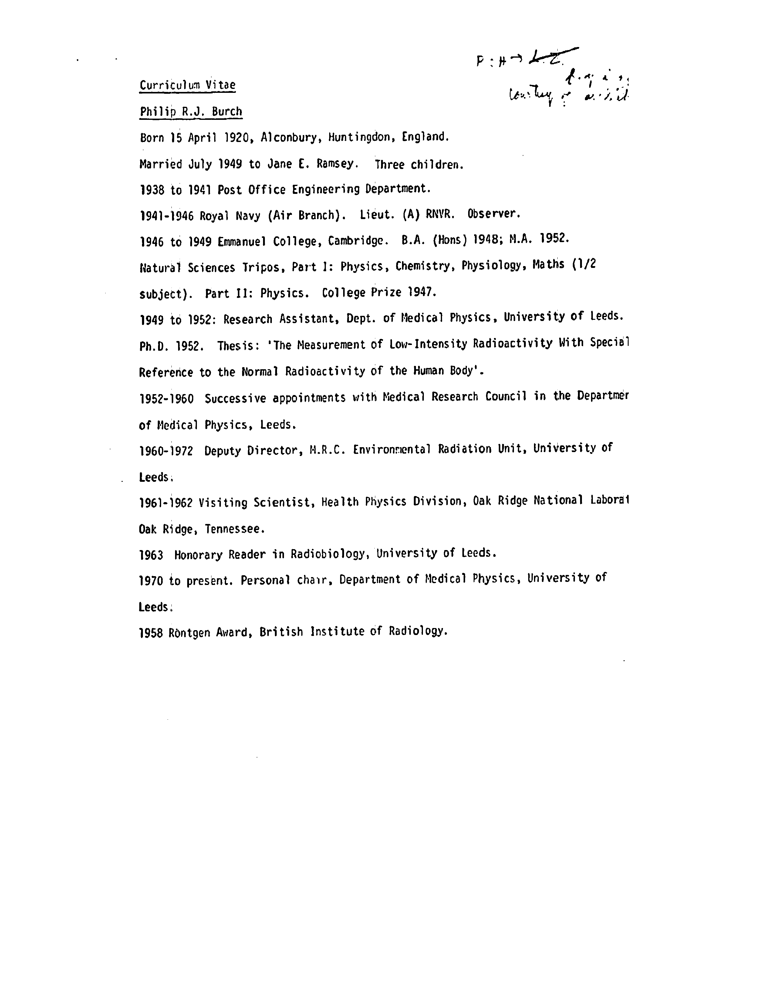 P:H→ L.Z.
Curriculum Vitae
Philip R.J. Burch
Born 15 April 1920, Alconbury, Huntingdon, England.
Married July 1949 to Jane E. Ramsey. Three children.
1938 to 1941 Post Office Engineering Department.
1941-1946 Royal Navy (Air Branch). Lieut. (A) RNVR. Observer.
1946 to 1949 Emmanuel College, Cambridge. B.A. (Hons) 1948; M.A. 1952.
Natural Sciences Tripos, Part I: Physics, Chemistry, Physiology, Maths (1/2
subject). Part II: Physics. College Prize 1947.
1949 to 1952: Research Assistant, Dept. of Medical Physics, University of Leeds.
Ph.D. 1952. Thesis: 'The Measurement of Low-Intensity Radioactivity With Special
Reference to the Normal Radioactivity of the Human Body'.
1952-1960 Successive appointments with Medical Research Council in the Departmer
of Medical Physics, Leeds.
1960-1972 Deputy Director, M.R.C. Environmental Radiation Unit, University of
Leeds.
1961-1962 Visiting Scientist, Health Physics Division, Oak Ridge National Laborat
Oak Ridge, Tennessee.
1963 Honorary Reader in Radiobiology, University of Leeds.
1970 to present. Personal chair, Department of Medical Physics, University of
Leeds.
1958 Röntgen Award, British Institute of Radiology.